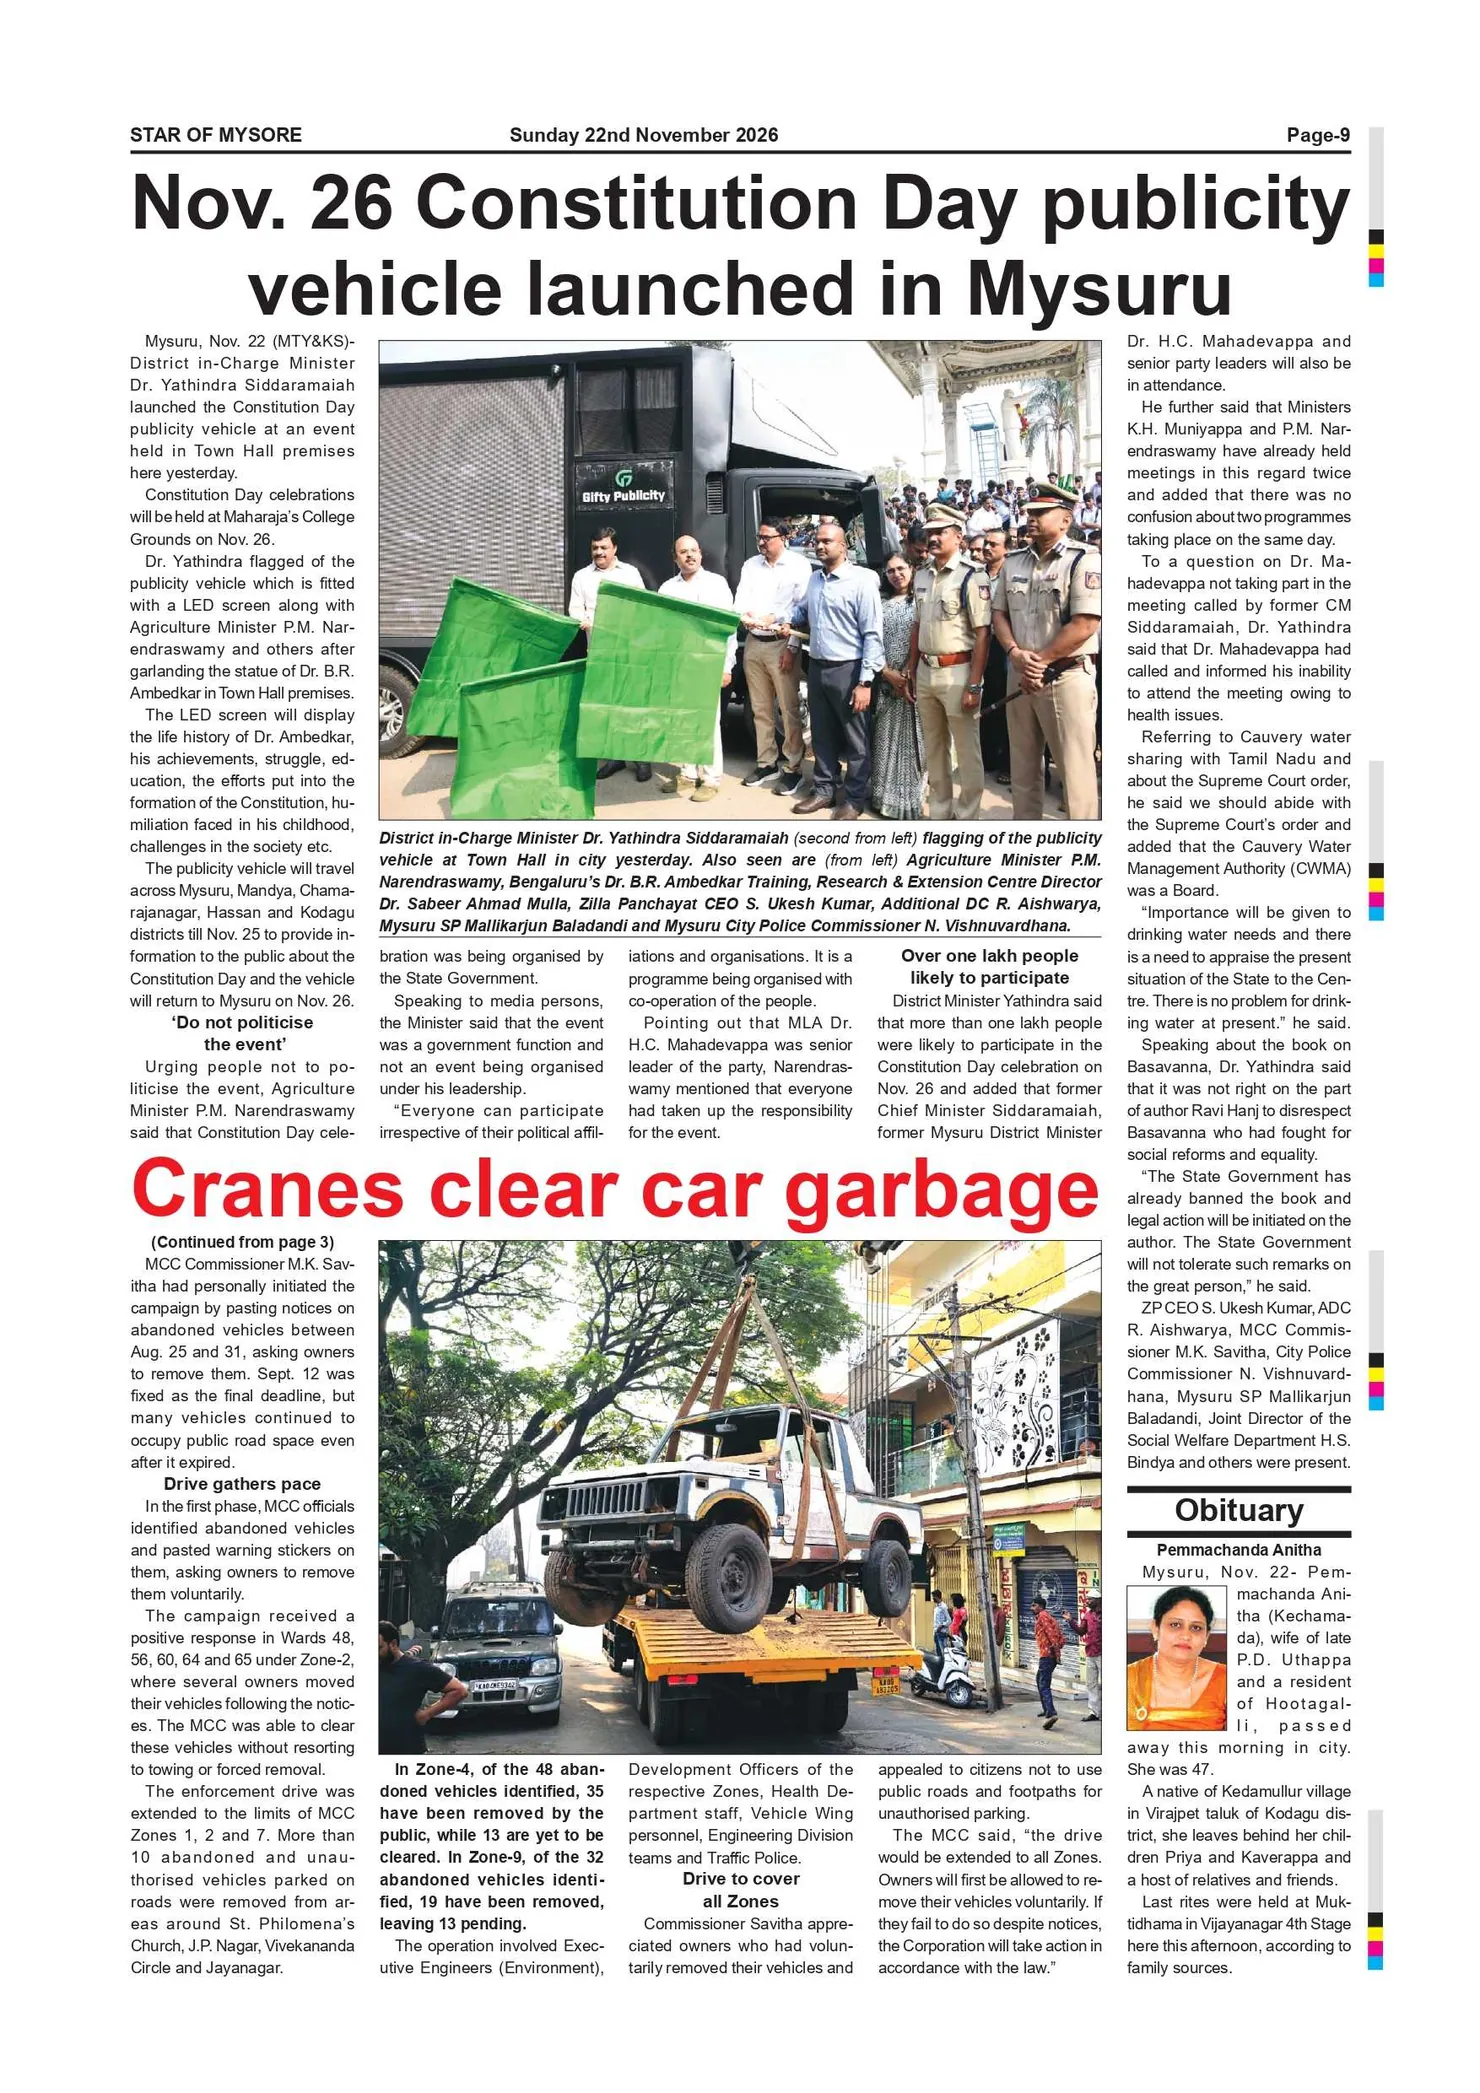 STAR OF MYSORE
Sunday 22nd November 2026
Page-9
Nov. 26 Constitution Day publicity
vehicle launched in Mysuru
Mysuru, Nov. 22 (MTY&KS)-
District in-Charge Minister
Dr. Yathindra Siddaramaiah
launched the Constitution Day
publicity vehicle at an event
held in Town Hall premises
here yesterday.
Constitution Day celebrations
will be held at Maharaja's College
Grounds on Nov. 26.
Dr. Yathindra flagged of the
publicity vehicle which is fitted
with a LED screen along with
Agriculture Minister P.M. Nar-
endraswamy and others after
garlanding the statue of Dr. B.R.
Ambedkar in Town Hall premises.
The LED screen will display
the life history of Dr. Ambedkar,
his achievements, struggle, ed-
ucation, the efforts put into the
formation of the Constitution, hu-
miliation faced in his childhood,
challenges in the society etc.
The publicity vehicle will travel
across Mysuru, Mandya, Chama-
rajanagar, Hassan and Kodagu
districts till Nov. 25 to provide in-
formation to the public about the
Constitution Day and the vehicle
will return to Mysuru on Nov. 26.
‘Do not politicise
the event’
Urging people not to po-
liticise the event, Agriculture
Minister P.M. Narendraswamy
said that Constitution Day cele-
Gifty Publicity
District in-Charge Minister Dr. Yathindra Siddaramaiah (second from left) flagging of the publicity
vehicle at Town Hall in city yesterday. Also seen are (from left) Agriculture Minister P.M.
Narendraswamy, Bengaluru’s Dr. B.R. Ambedkar Training, Research & Extension Centre Director
Dr. Sabeer Ahmad Mulla, Zilla Panchayat CEO S. Ukesh Kumar, Additional DC R. Aishwarya,
Mysuru SP Mallikarjun Baladandi and Mysuru City Police Commissioner N. Vishnuvardhana.
bration was being organised by
the State Government.
Speaking to media persons,
the Minister said that the event
was a government function and
not an event being organised
under his leadership.
“Everyone can participate
irrespective of their political affil-
iations and organisations. It is a
programme being organised with
co-operation of the people.
Pointing out that MLA Dr.
H.C. Mahadevappa was senior
leader of the party, Narendras-
wamy mentioned that everyone
had taken up the responsibility
for the event.
Over one lakh people
likely to participate
District Minister Yathindra said
that more than one lakh people
were likely to participate in the
Constitution Day celebration on
Nov. 26 and added that former
Chief Minister Siddaramaiah,
former Mysuru District Minister
Dr. H.C. Mahadevappa and
senior party leaders will also be
in attendance.
He further said that Ministers
K.H. Muniyappa and P.M. Nar-
endraswamy have already held
meetings in this regard twice
and added that there was no
confusion about two programmes
taking place on the same day.
To a question on Dr. Ma-
hadevappa not taking part in the
meeting called by former CM
Siddaramaiah, Dr. Yathindra
said that Dr. Mahadevappa had
called and informed his inability
to attend the meeting owing to
health issues.
Referring to Cauvery water
sharing with Tamil Nadu and
about the Supreme Court order,
he said we should abide with
the Supreme Court’s order and
added that the Cauvery Water
Management Authority (CWMA)
was a Board.
“Importance will be given to
drinking water needs and there
is a need to appraise the present
situation of the State to the Cen-
tre. There is no problem for drink-
ing water at present.” he said.
Speaking about the book on
Basavanna, Dr. Yathindra said
that it was not right on the part
of author Ravi Hanj to disrespect
Basavanna who had fought for
social reforms and equality.
“The State Government has
already banned the book and
legal action will be initiated on the
author. The State Government
will not tolerate such remarks on
the great person,” he said.
ZP CEO S. Ukesh Kumar, ADC
R. Aishwarya, MCC Commis-
sioner M.K. Savitha, City Police
Commissioner N. Vishnuvard-
hana, Mysuru SP Mallikarjun
Baladandi, Joint Director of the
Social Welfare Department H.S.
Bindya and others were present.
Cranes clear car garbage
(Continued from page 3)
MCC Commissioner M.K. Sav-
itha had personally initiated the
campaign by pasting notices on
abandoned vehicles between
Aug. 25 and 31, asking owners
to remove them. Sept. 12 was
fixed as the final deadline, but
many vehicles continued to
occupy public road space even
after it expired.
Drive gathers pace
In the first phase, MCC officials
identified abandoned vehicles
and pasted warning stickers on
them, asking owners to remove
them voluntarily.
The campaign received a
positive response in Wards 48,
56, 60, 64 and 65 under Zone-2,
where several owners moved
their vehicles following the notic-
es. The MCC was able to clear
these vehicles without resorting
to towing or forced removal.
The enforcement drive was
extended to the limits of MCC
Zones 1, 2 and 7. More than
10 abandoned and unau-
thorised vehicles parked on
roads were removed from ar-
eas around St. Philomena’s
Church, J.P. Nagar, Vivekananda
Circle and Jayanagar.
In Zone-4, of the 48 aban-
doned vehicles identified, 35
have been removed by the
public, while 13 are yet to be
cleared. In Zone-9, of the 32
abandoned vehicles identi-
fied, 19 have been removed,
leaving 13 pending.
The operation involved Exec-
utive Engineers (Environment),
Development Officers of the
respective Zones, Health De-
partment staff, Vehicle Wing
personnel, Engineering Division
teams and Traffic Police.
Drive to cover
all Zones
Commissioner Savitha appre-
ciated owners who had volun-
tarily removed their vehicles and
appealed to citizens not to use
public roads and footpaths for
unauthorised parking.
The MCC said, “the drive
would be extended to all Zones.
Owners will first be allowed to re-
move their vehicles voluntarily. If
they fail to do so despite notices,
the Corporation will take action in
accordance with the law.”
Obituary
Pemmachanda Anitha
Mysuru, Nov. 22- Pem-
machanda Ani-
tha (Kechama-
da), wife of late
P.D. Uthappa
and a resident
of Hootagal-
li, passed
away this morning in city.
She was 47.
A native of Kedamullur village
in Virajpet taluk of Kodagu dis-
trict, she leaves behind her chil-
dren Priya and Kaverappa and
a host of relatives and friends.
Last rites were held at Muk-
tidhama in Vijayanagar 4th Stage
here this afternoon, according to
family sources.